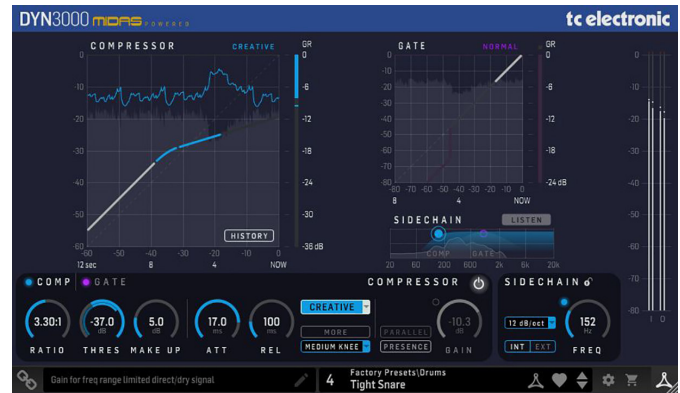 DYN3000 MIDAS POWERED
tc electronic
COMPRESSOR CREATIVE GR
GATE NORMAL GR
0 0 0 0 0
-10 -6 -10 -6 -10
-20 -12 -20 -12 -20
-30 -18 -30 -18
-30 -40 -24
-50
-40 -24 -60 -30
-70
-80 -24 dB
-80 -70 -60 -50 -40 -30 -20 -10 0
8 4 NOW
-40
-50 -30
SIDECHAIN LISTEN
-50
HISTORY
COMP GATE
-60 -38 dB
-60
-60 -50 -40 -30 -20 -10 0
12 sec 8 4 NOW
20 60 200 600 2k 6k 20k
-70
COMP GATE
COMPRESSOR
SIDECHAIN
-80
I O
3.30:1
-37.0 dB
5.0 dB
17.0 ms
100 ms
CREATIVE
MORE
MEDIUM KNEE
PARALLEL
PRESENCE
-10.3 dB
12 dB/oct
INT EXT
152 Hz
RATIO THRES MAKE UP ATT REL GAIN FREQ
Gain for freq range limited direct/dry signal
4 Factory Presets\Drums
Tight Snare